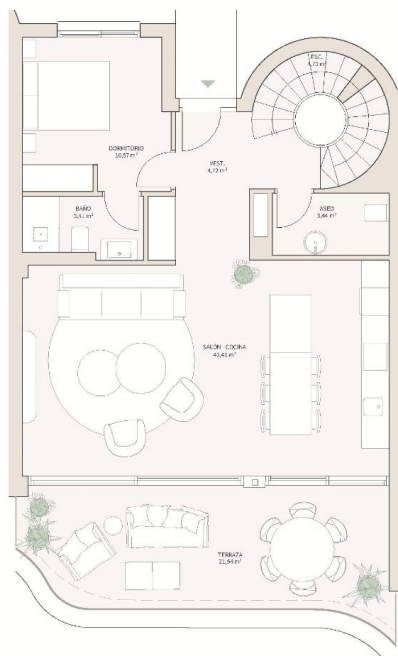 ESC.
4,73 m²
DORMITORIO
10,57 m²
VEST.
4,22 m²
BAÑO
3,41 m²
ASEO
3,44 m²
SALÓN COCINA
40,41 m²
TERRAZA
21,54 m²